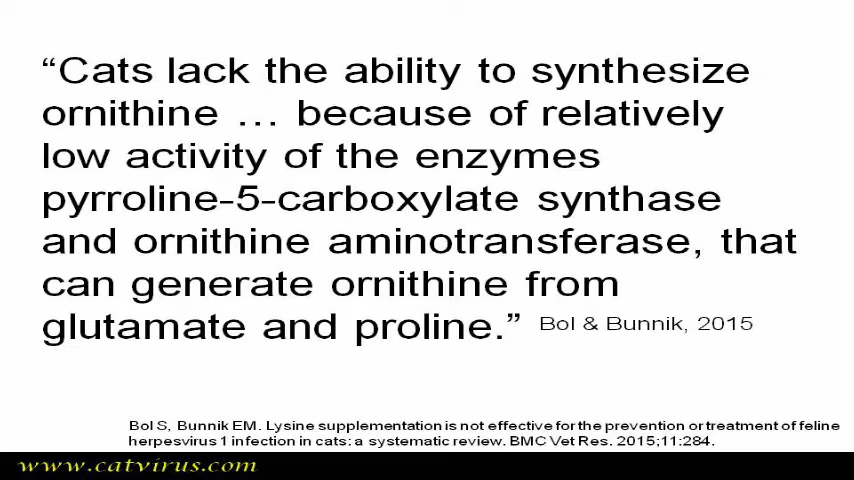 “Cats lack the ability to synthesize
ornithine … because of relatively
low activity of the enzymes
pyrroline-5-carboxylate synthase
and ornithine aminotransferase, that
can generate ornithine from
glutamate and proline.” Bol & Bunnik, 2015
Bol S, Bunnik EM. Lysine supplementation is not effective for the prevention or treatment of feline
herpesvirus 1 infection in cats: a systematic review. BMC Vet Res. 2015;11:284.
www.catvirus.com